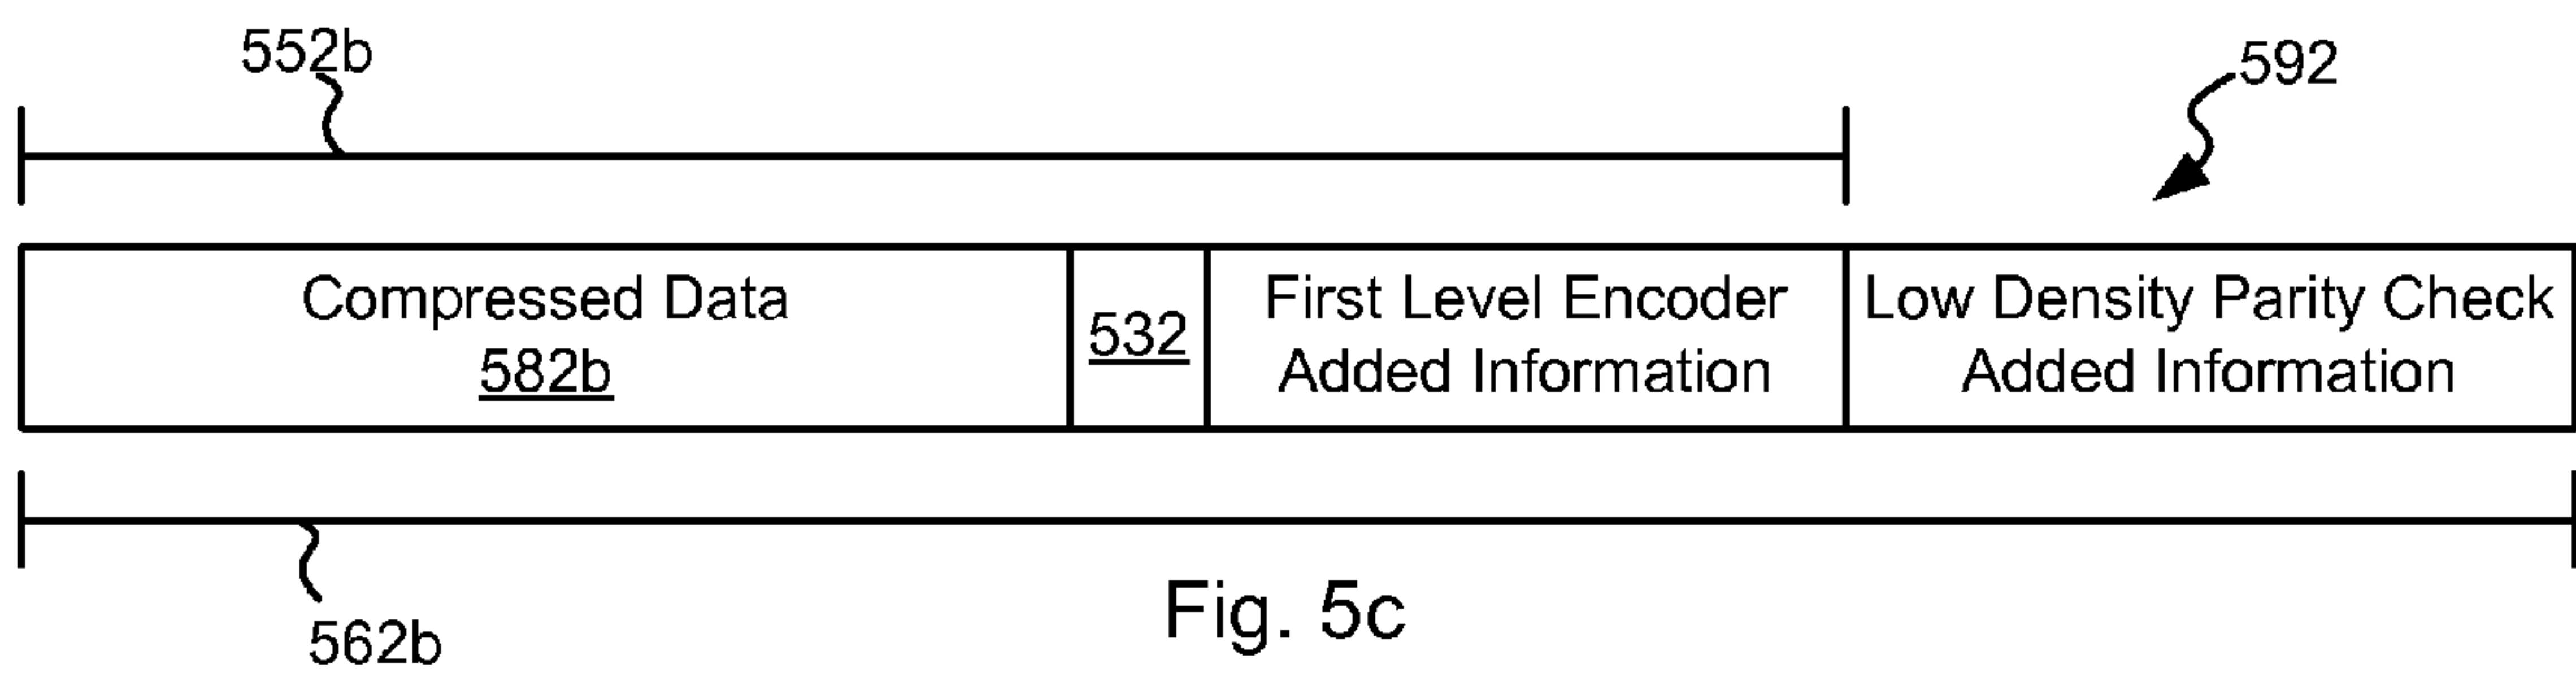 552b
592
Compressed Data
582b
532
First Level Encoder
Added Information
Low Density Parity Check
Added Information
562b
Fig. 5c